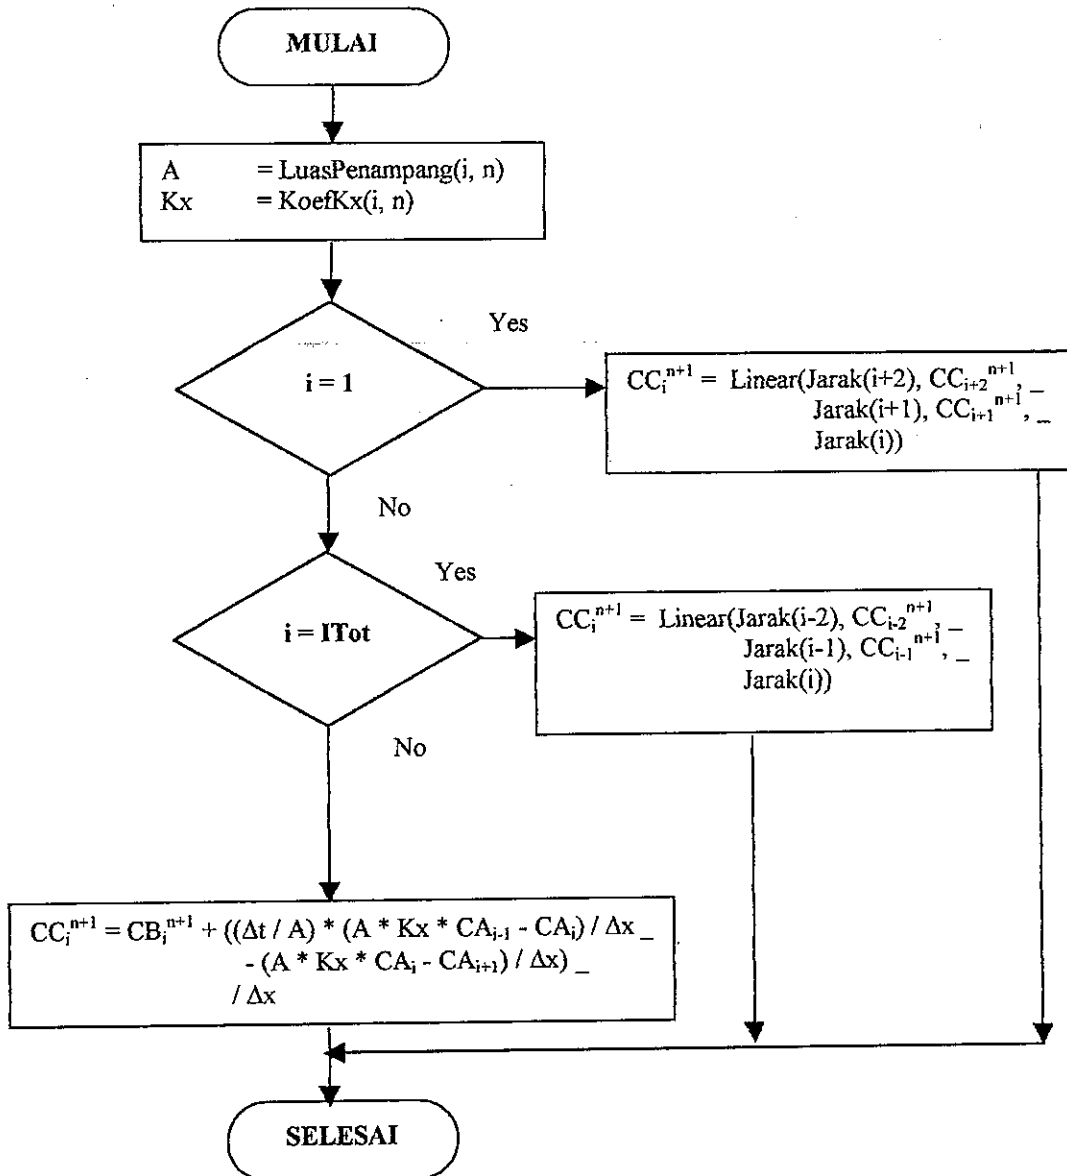 MULAI
A = LuasPenampang(i, n)
Kx = KoefKx(i, n)
Yes
i = 1
CCᵢⁿ⁺¹ = Linear(Jarak(i+2), CCᵢ₊₂ⁿ⁺¹, _
Jarak(i+1), CCᵢ₊₁ⁿ⁺¹, _
Jarak(i))
No
Yes
i = ITot
CCᵢⁿ⁺¹ = Linear(Jarak(i-2), CCᵢ₋₂ⁿ⁺¹, _
Jarak(i-1), CCᵢ₋₁ⁿ⁺¹, _
Jarak(i))
No
CCᵢⁿ⁺¹ = CBᵢⁿ⁺¹ + ((Δt / A) * (A * Kx * CAᵢ₋₁ - CAᵢ) / Δx _
- (A * Kx * CAᵢ - CAᵢ₊₁) / Δx) _
/ Δx
SELESAI